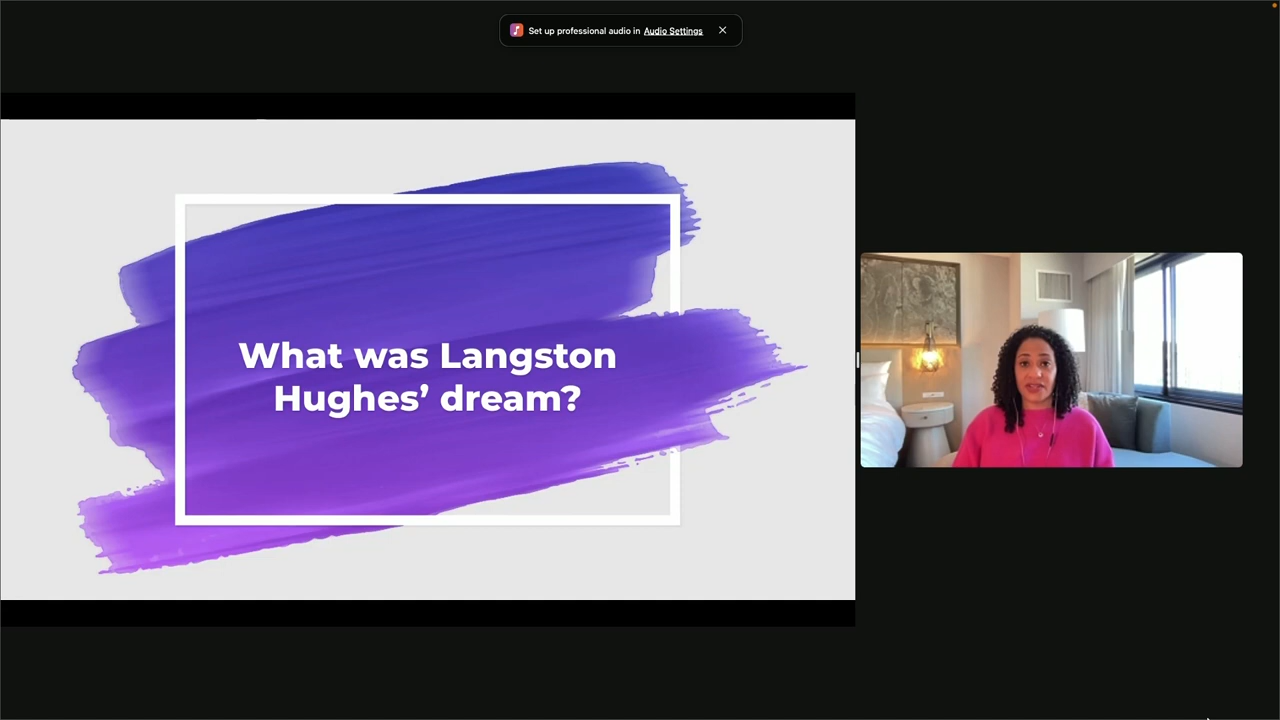 Set up professional audio in Audio Settings
What was Langston
Hughes’ dream?